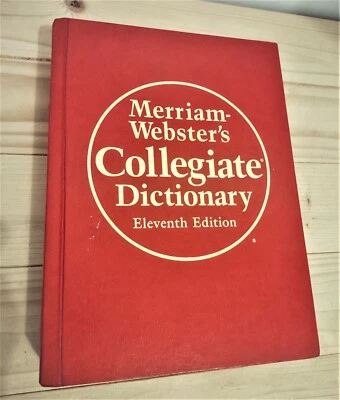 Merriam-
Webster's
Collegiate®
Dictionary
Eleventh Edition
®